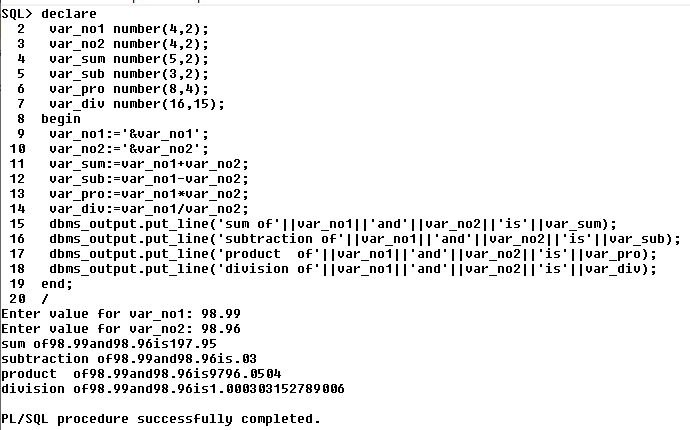 SQL> declare
  2   var_no1 number(4,2);
  3   var_no2 number(4,2);
  4   var_sum number(5,2);
  5   var_sub number(3,2);
  6   var_pro number(8,4);
  7   var_div number(16,15);
  8  begin
  9   var_no1:='&var_no1';
 10   var_no2:='&var_no2';
 11   var_sum:=var_no1+var_no2;
 12   var_sub:=var_no1-var_no2;
 13   var_pro:=var_no1*var_no2;
 14   var_div:=var_no1/var_no2;
 15   dbms_output.put_line('sum of'||var_no1||'and'||var_no2||'is'||var_sum);
 16   dbms_output.put_line('subtraction of'||var_no1||'and'||var_no2||'is'||var_sub);
 17   dbms_output.put_line('product  of'||var_no1||'and'||var_no2||'is'||var_pro);
 18   dbms_output.put_line('division of'||var_no1||'and'||var_no2||'is'||var_div);
 19  end;
 20  /
Enter value for var_no1: 98.99
Enter value for var_no2: 98.96
sum of98.99and98.96is197.95
subtraction of98.99and98.96is.03
product  of98.99and98.96is9796.0504
division of98.99and98.96is1.000303152789006
PL/SQL procedure successfully completed.